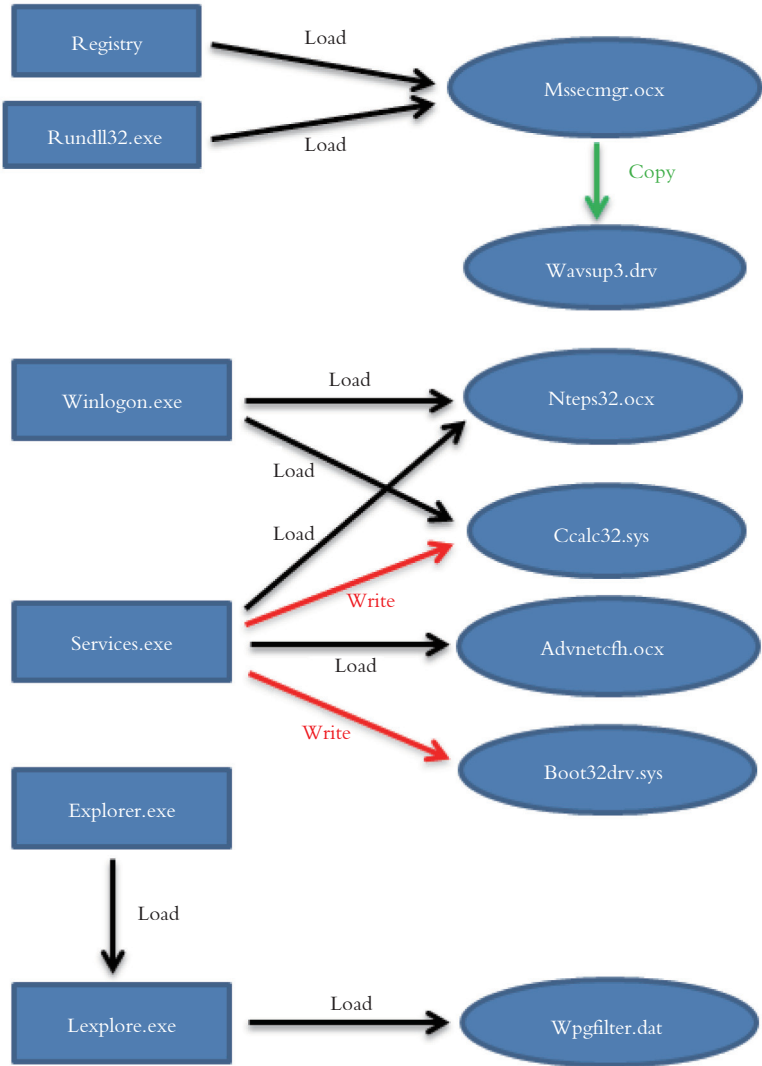 Registry
Load
Mssecmgr.ocx
Rundll32.exe
Load
Copy
Wavsup3.drv
Winlogon.exe
Load
Nteps32.ocx
Load
Load
Ccalc32.sys
Write
Services.exe
Load
Advnetcfh.ocx
Write
Boot32drv.sys
Explorer.exe
Load
Lexplore.exe
Load
Wpgfilter.dat